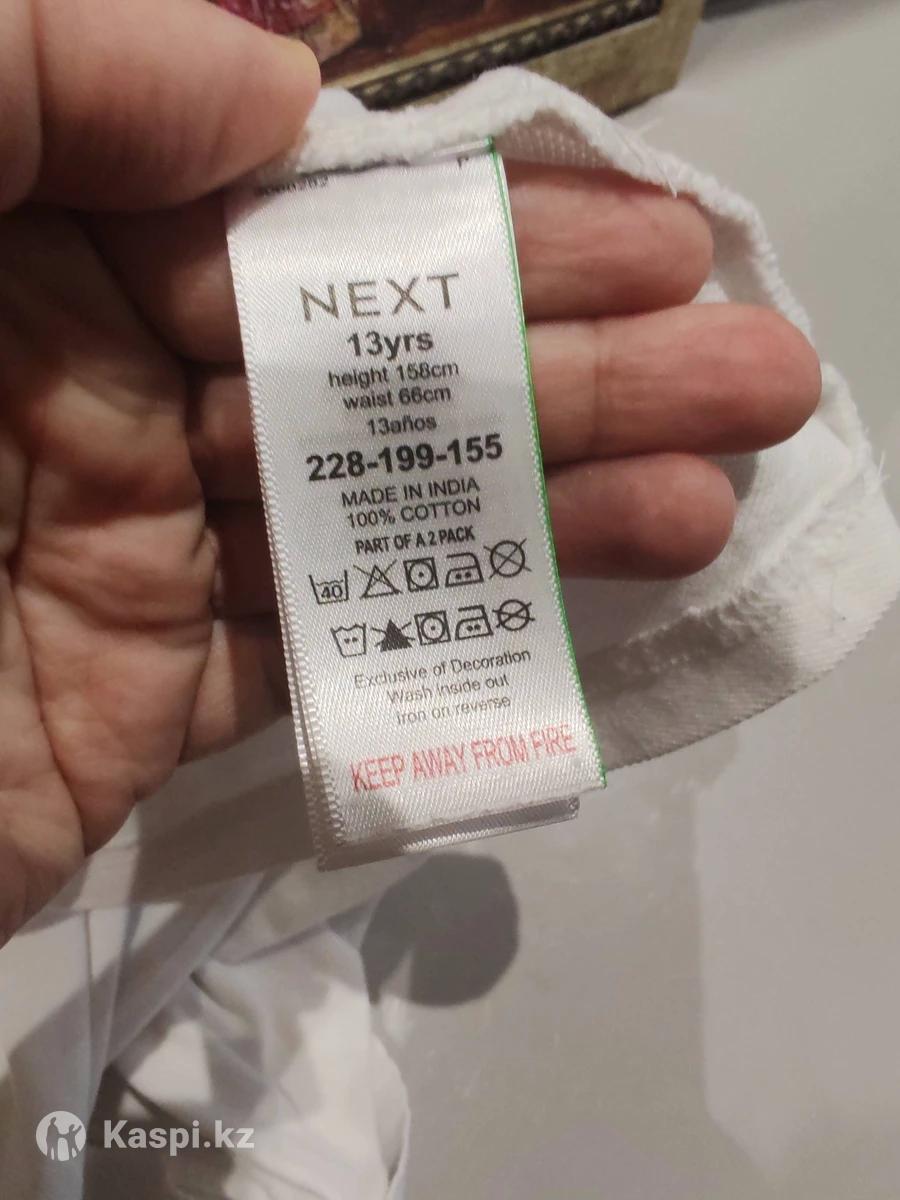 NEXT
13yrs
height 158cm
waist 66cm
13años
228-199-155
MADE IN INDIA
100% COTTON
PART OF A 2 PACK
40
Exclusive of Decoration
Wash inside out
Iron on reverse
KEEP AWAY FROM FIRE
Kaspi.kz